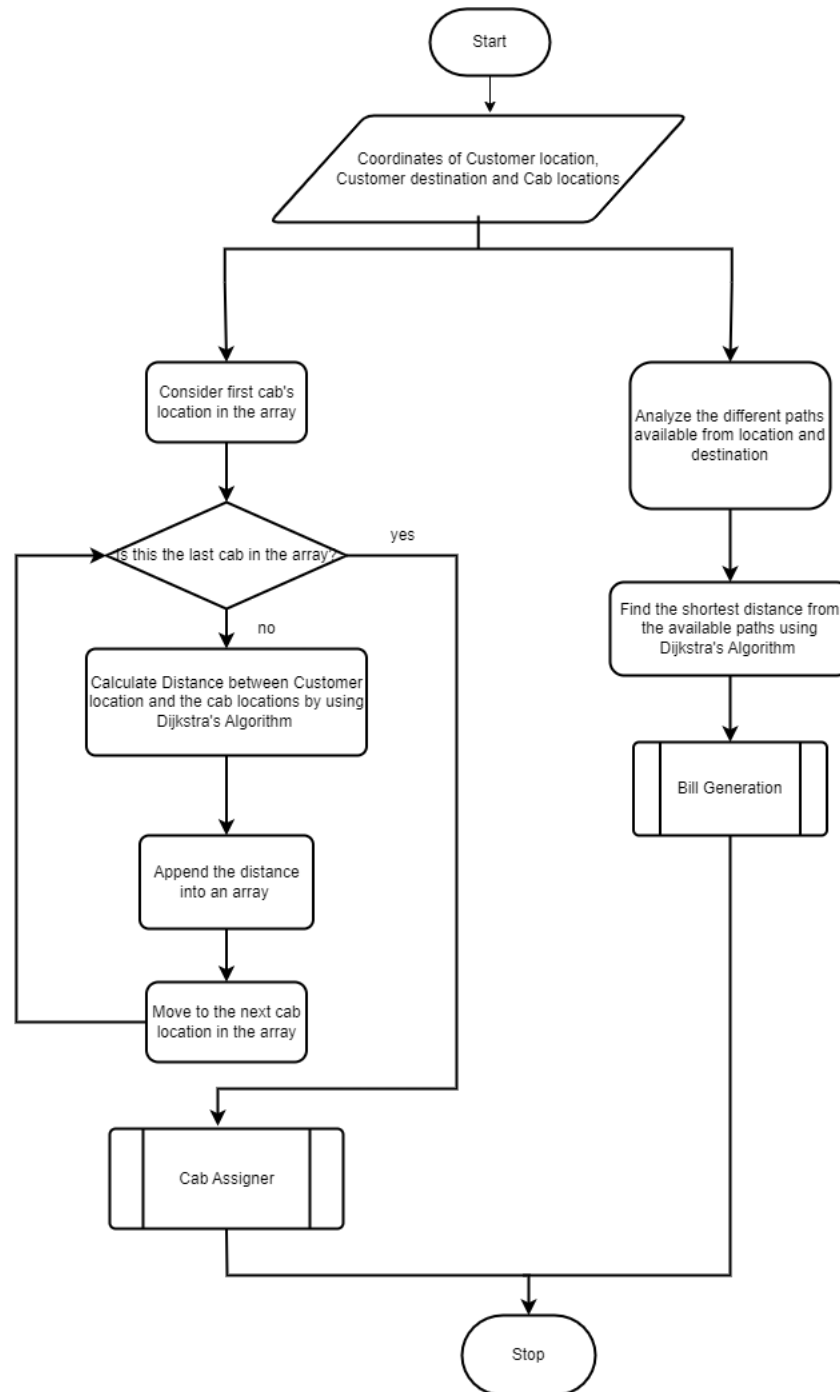 Start
Coordinates of Customer location,
Customer destination and Cab locations
Consider first cab's
location in the array
Is this the last cab in the array?
yes
no
Calculate Distance between Customer
location and the cab locations by using
Dijkstra's Algorithm
Append the distance
into an array
Move to the next cab
location in the array
Cab Assigner
Analyze the different paths
available from location and
destination
Find the shortest distance from
the available paths using
Dijkstra's Algorithm
Bill Generation
Stop